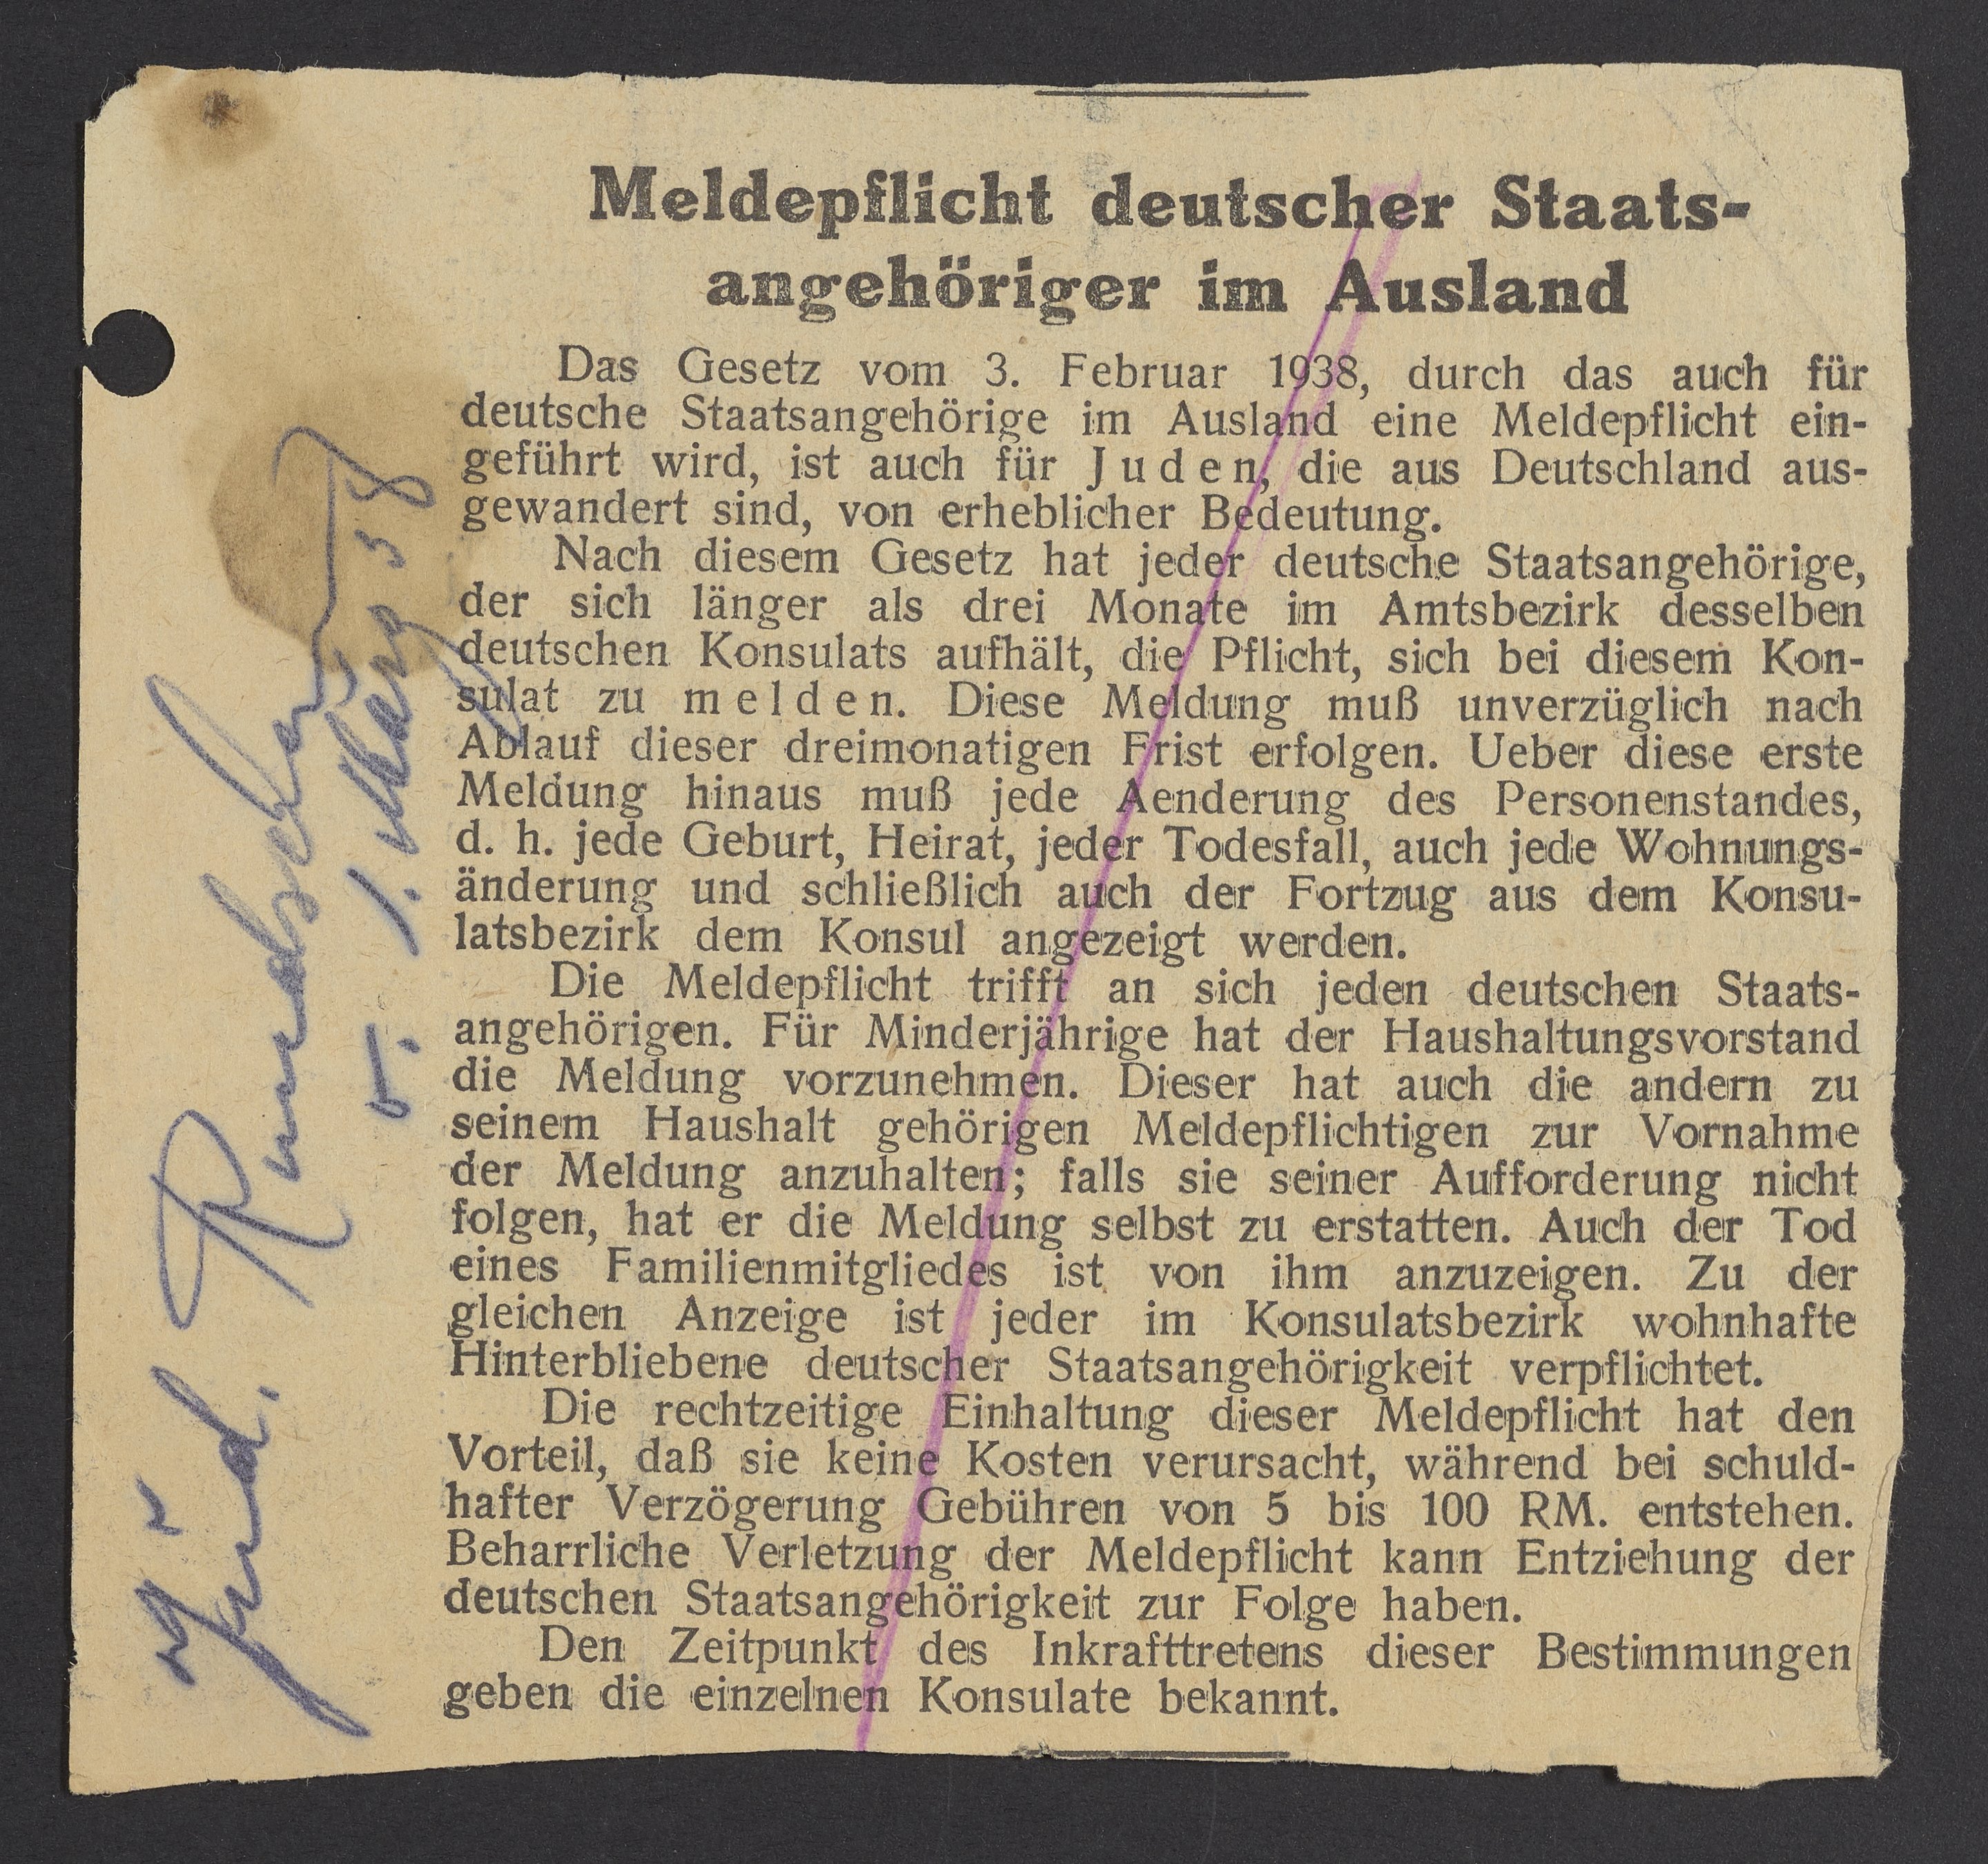 Meldepflicht deutscher Staats-
angehöriger im Ausland
Das Gesetz vom 3. Februar 1938, durch das auch für
deutsche Staatsangehörige im Ausland eine Meldepflicht ein-
geführt wird, ist auch für Juden, die aus Deutschland aus-
gewandert sind, von erheblicher Bedeutung.
Nach diesem Gesetz hat jeder deutsche Staatsangehörige,
der sich länger als drei Monate im Amtsbezirk desselben
deutschen Konsulats aufhält, die Pflicht, sich bei diesem Kon-
sulat zu melden. Diese Meldung muß unverzüglich nach
Ablauf dieser dreimonatigen Frist erfolgen. Ueber diese erste
Meldung hinaus muß jede Aenderung des Personenstandes,
d. h. jede Geburt, Heirat, jeder Todesfall, auch jede Wohnungs-
änderung und schließlich auch der Fortzug aus dem Konsu-
latsbezirk dem Konsul angezeigt werden.
Die Meldepflicht trifft an sich jeden deutschen Staats-
angehörigen. Für Minderjährige hat der Haushaltungsvorstand
die Meldung vorzunehmen. Dieser hat auch die andern zu
seinem Haushalt gehörigen Meldepflichtigen zur Vornahme
der Meldung anzuhalten; falls sie seiner Aufforderung nicht
folgen, hat er die Meldung selbst zu erstatten. Auch der Tod
eines Familienmitgliedes ist von ihm anzuzeigen. Zu der
gleichen Anzeige ist jeder im Konsulatsbezirk wohnhafte
Hinterbliebene deutscher Staatsangehörigkeit verpflichtet.
Die rechtzeitige Einhaltung dieser Meldepflicht hat den
Vorteil, daß sie keine Kosten verursacht, während bei schuld-
hafter Verzögerung Gebühren von 5 bis 100 RM. entstehen.
Beharrliche Verletzung der Meldepflicht kann Entziehung der
deutschen Staatsangehörigkeit zur Folge haben.
Den Zeitpunkt des Inkrafttretens dieser Bestimmungen
geben die einzelnen Konsulate bekannt.
Jüd. Rundschau
v. 1. März 38